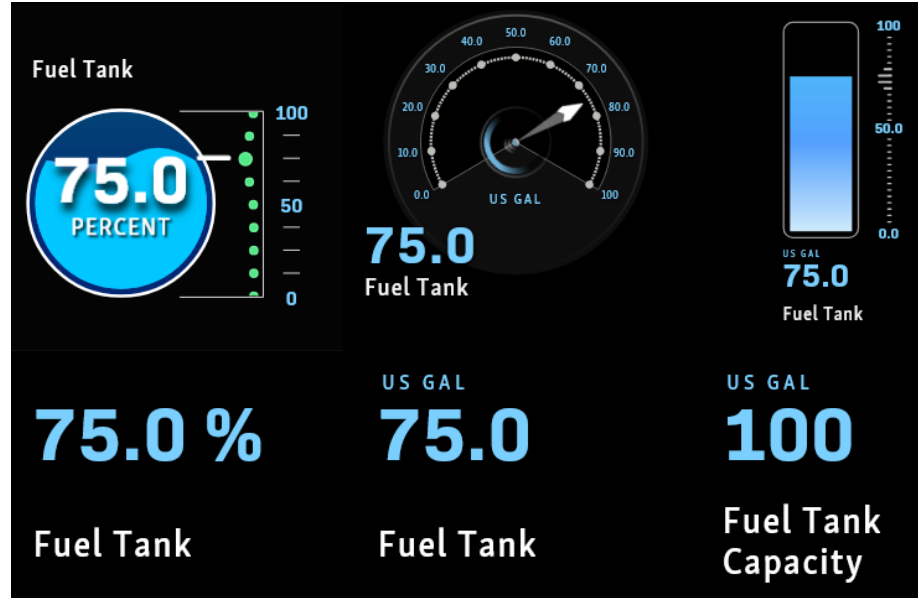 Fuel Tank
75.0
PERCENT
100
50
0
0.0
10.0
20.0
30.0
40.0
50.0
60.0
70.0
80.0
90.0
100
US GAL
75.0
Fuel Tank
100
50.0
0.0
US GAL
75.0
Fuel Tank
75.0 %
Fuel Tank
US GAL
75.0
Fuel Tank
US GAL
100
Fuel Tank
Capacity